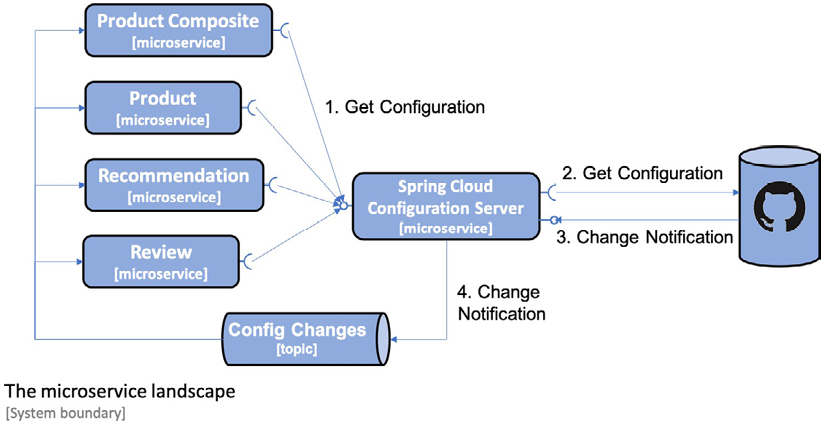 Product Composite
[microservice]
1. Get Configuration
Product
[microservice]
Recommendation
[microservice]
Spring Cloud
Configuration Server
[microservice]
2. Get Configuration
3. Change Notification
Review
[microservice]
4. Change
Notification
Config Changes
[topic]
The microservice landscape
[System boundary]